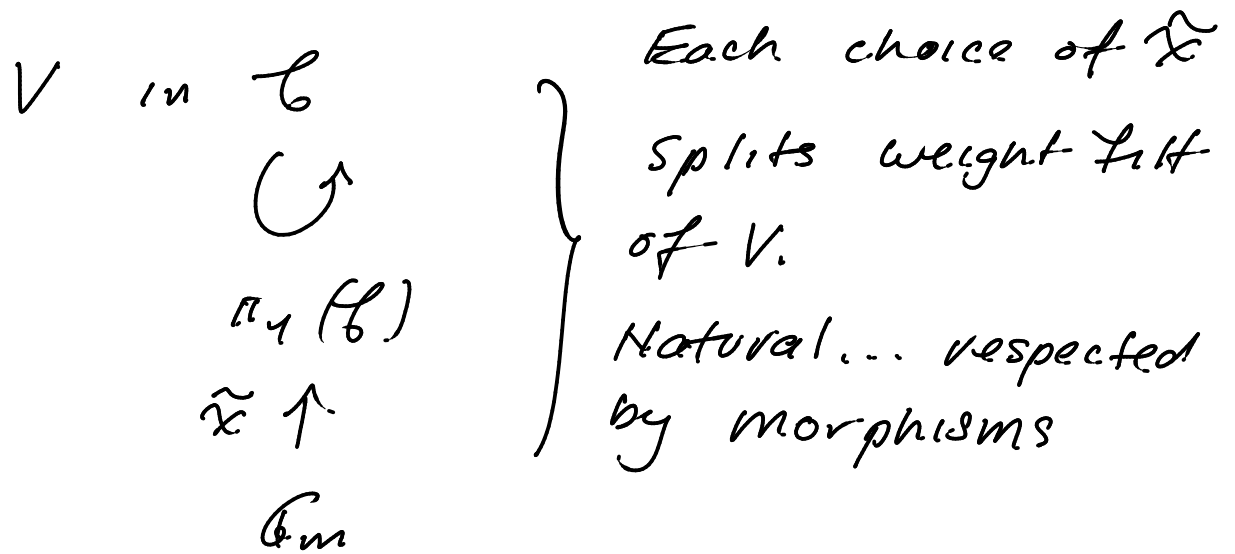 V in 𝒞
π₁(𝒞)
χ̃ ↑
𝔾ₘ
Each choice of χ̃
splits weight filt
of V.
Natural... respected
by morphisms